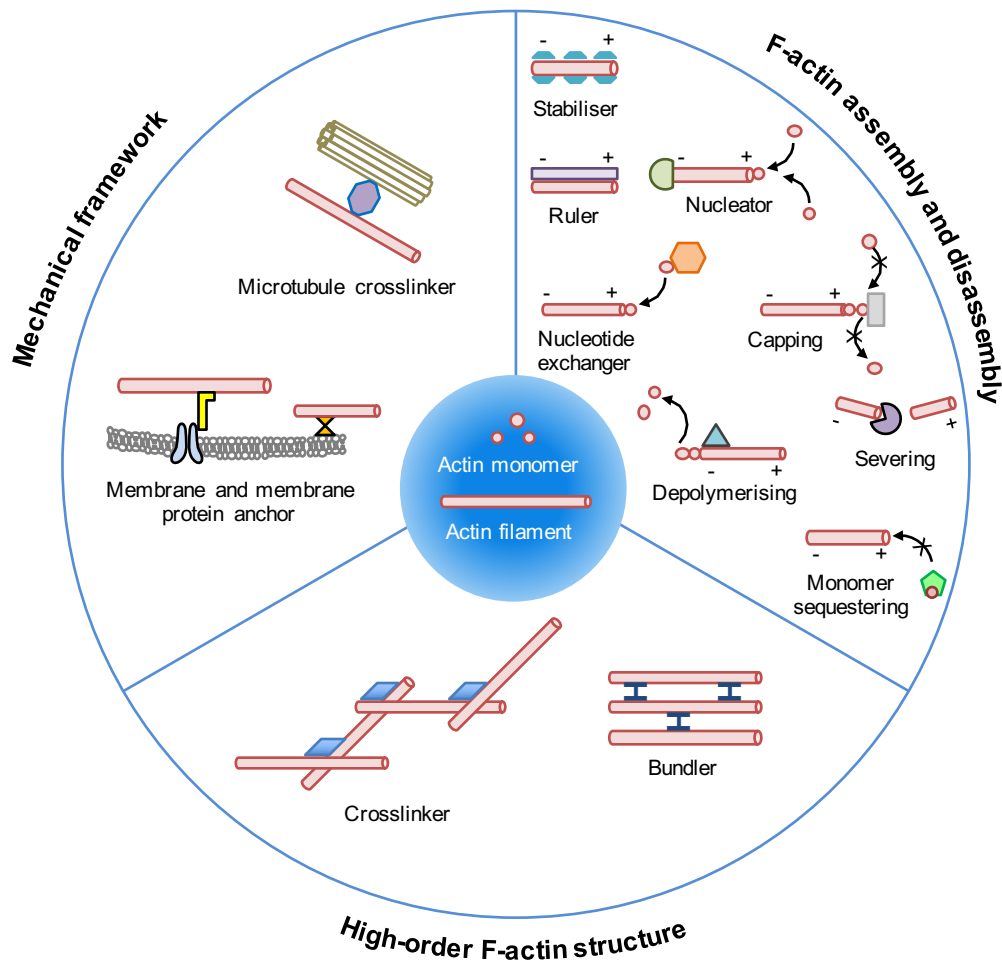 Mechanical framework
F-actin assembly and disassembly
High-order F-actin structure
- +
Stabiliser
- +
Ruler
- +
Nucleator
- +
Nucleotide
exchanger
- +
Capping
- +
Severing
- +
Depolymerising
- +
Monomer
sequestering
Microtubule crosslinker
Membrane and membrane
protein anchor
Actin monomer
Actin filament
Crosslinker
Bundler